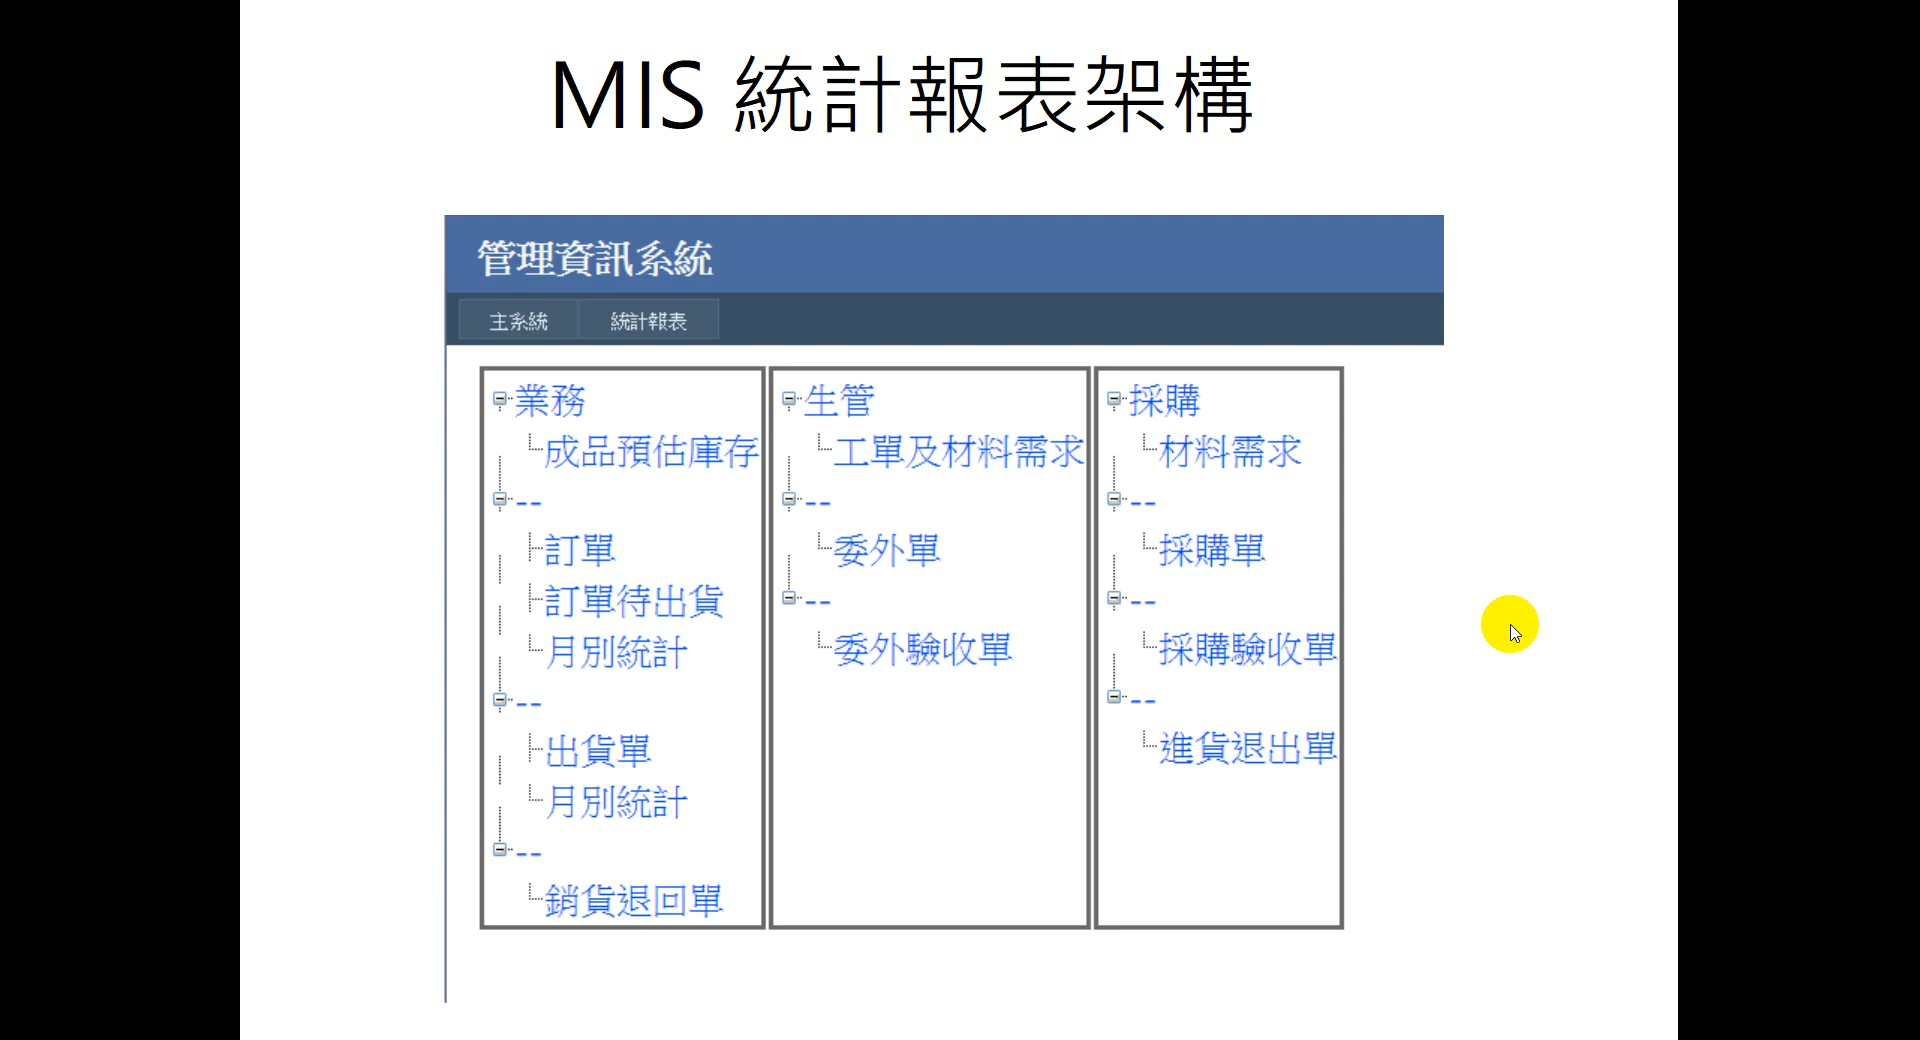 MIS 統計報表架構
管理資訊系統
主系統 統計報表
業務
成品預估庫存
--
訂單
訂單待出貨
月別統計
--
出貨單
月別統計
--
銷貨退回單
生管
工單及材料需求
--
委外單
--
委外驗收單
採購
材料需求
--
採購單
--
採購驗收單
--
進貨退出單